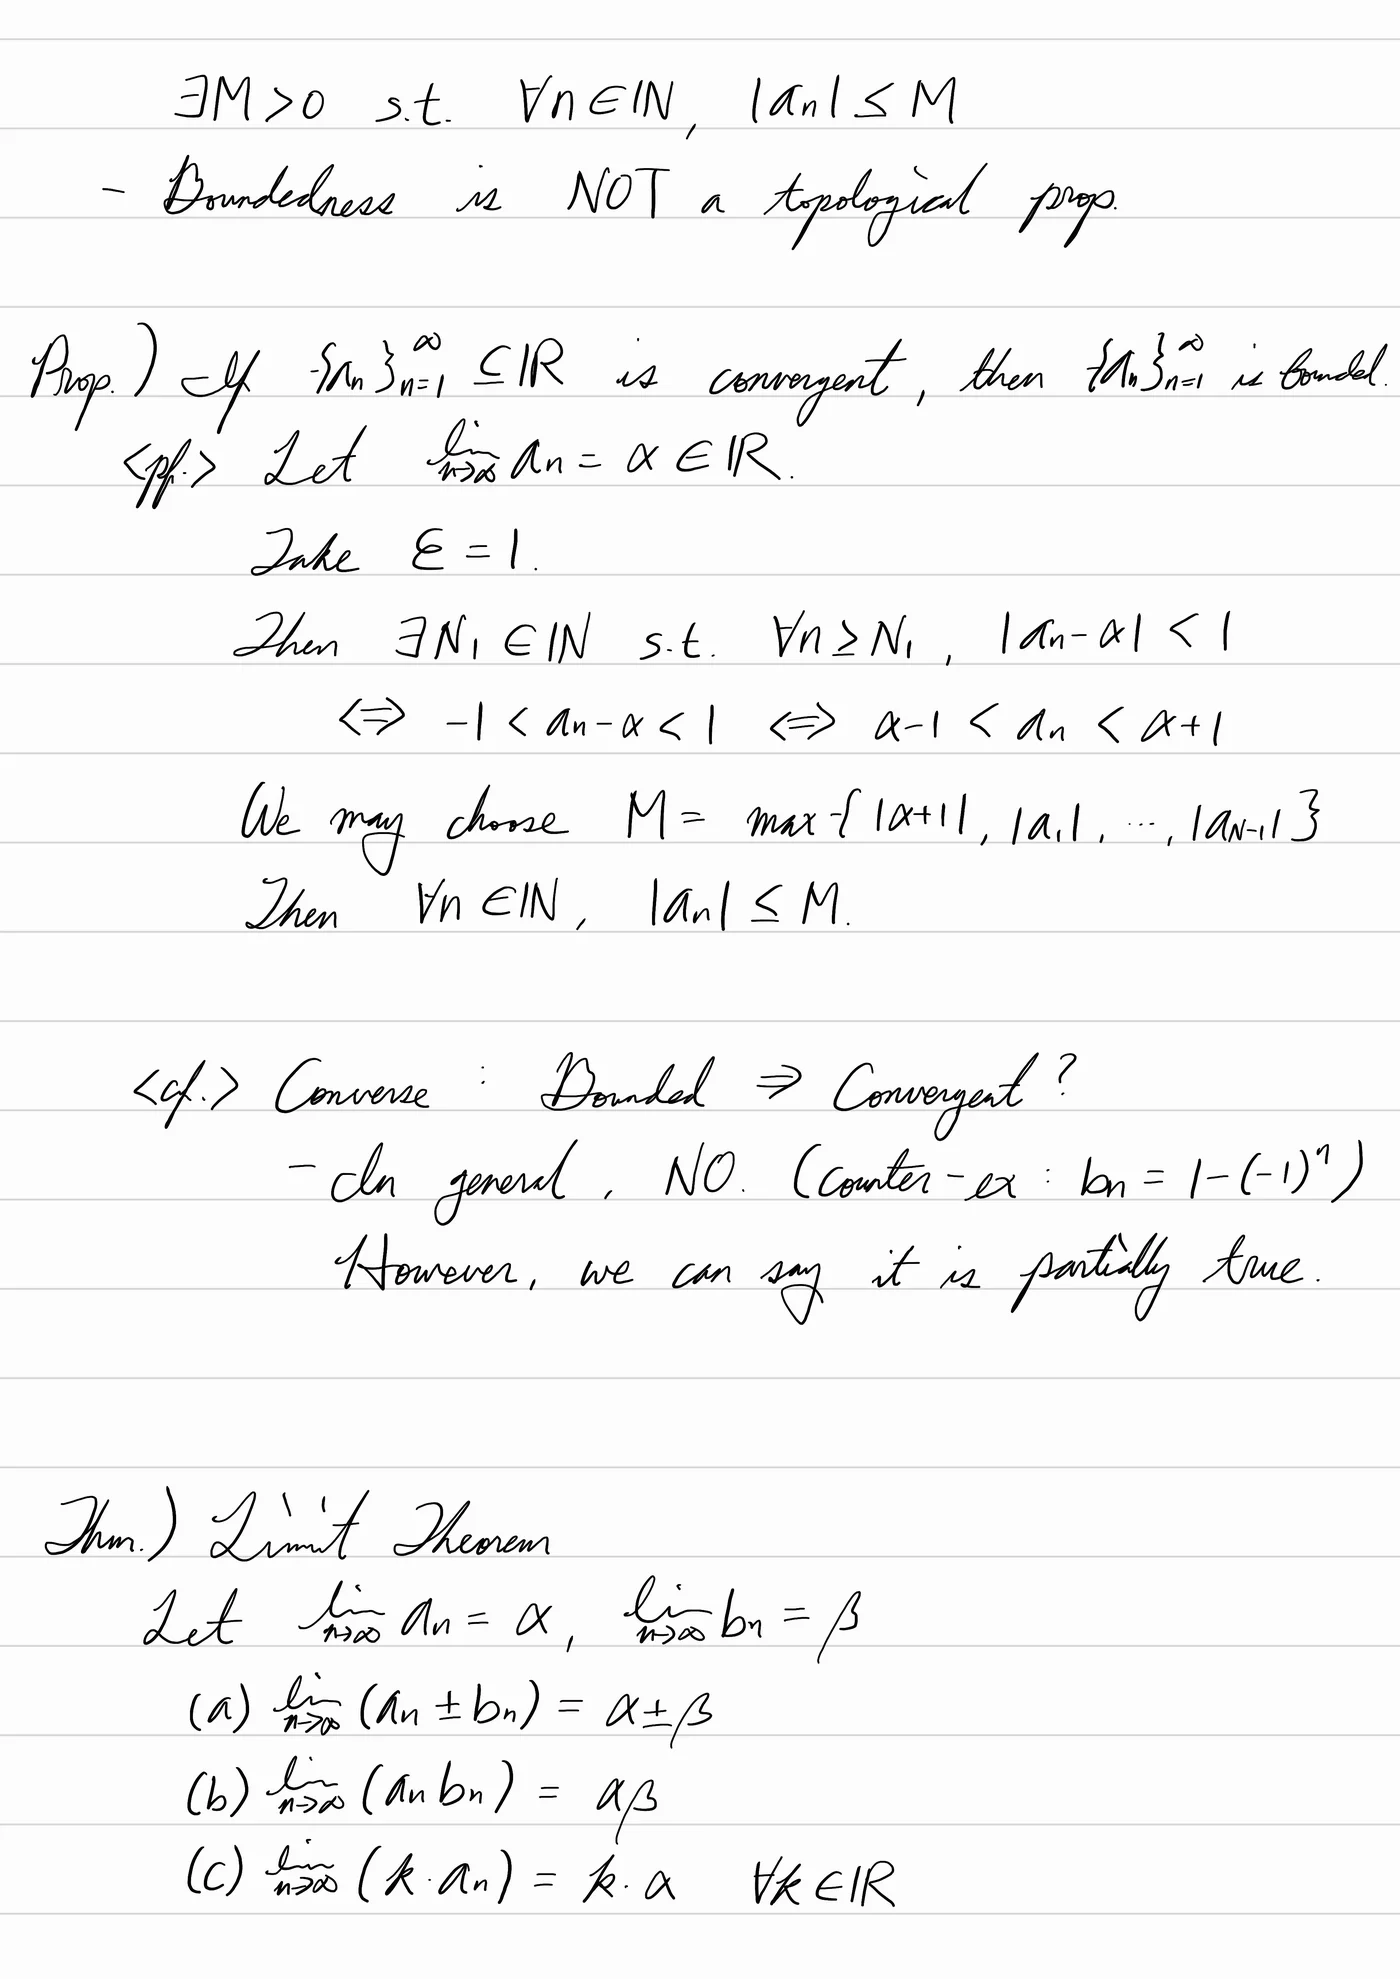 ∃M>0 s.t. ∀n∈ℕ, |aₙ| ≤ M
- Boundedness is NOT a topological prop.
Prop.) If {aₙ}ₙ₌₁^∞ ⊆ ℝ is convergent, then {aₙ}ₙ₌₁^∞ is bounded.
<pf.> Let lim_{n→∞} aₙ = α ∈ ℝ.
Take ε = 1.
Then ∃N₁ ∈ ℕ s.t. ∀n ≥ N₁, |aₙ - α| < 1
⇔ -1 < aₙ - α < 1 ⇔ α-1 < aₙ < α+1
We may choose M = max{|α+1|, |a₁|, ..., |a_{N-1}|}
Then ∀n ∈ ℕ, |aₙ| ≤ M.
<cf.> Converse : Bounded ⇒ Convergent?
- In general, NO. (counter-ex : bₙ = 1-(-1)ⁿ)
However, we can say it is partially true.
Thm.) Limit Theorem
Let lim_{n→∞} aₙ = α, lim_{n→∞} bₙ = β
(a) lim_{n→∞} (aₙ ± bₙ) = α ± β
(b) lim_{n→∞} (aₙ bₙ) = αβ
(c) lim_{n→∞} (k·aₙ) = k·α ∀k ∈ ℝ